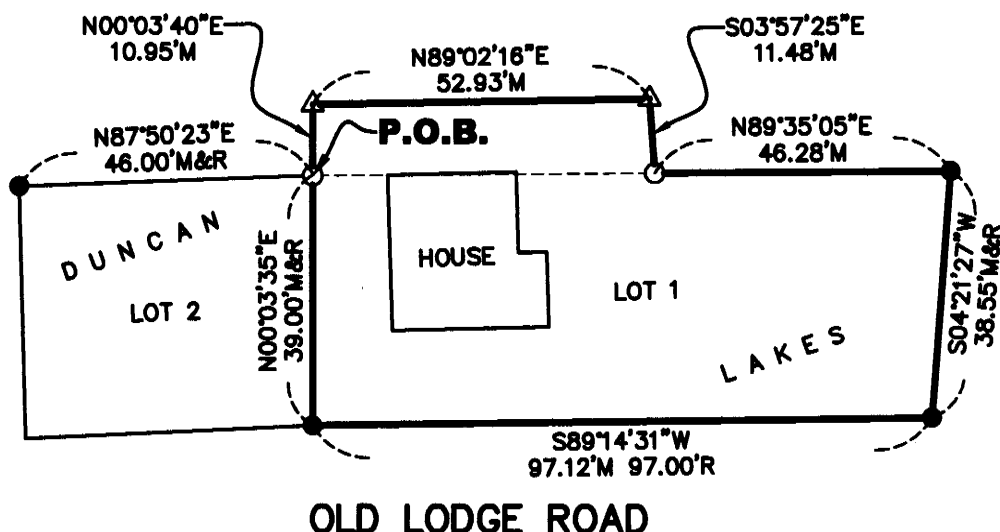 N00°03'40"E
10.95'M
S03°57'25"E
11.48'M
N89°02'16"E
52.93'M
N87°50'23"E
46.00'M&R
P.O.B.
N89°35'05"E
46.28'M
DUNCAN
LOT 2
N00°03'35"E
39.00'M&R
HOUSE
LOT 1
LAKES
S04°21'27"W
38.55'M&R
S89°14'31"W
97.12'M 97.00'R
OLD LODGE ROAD